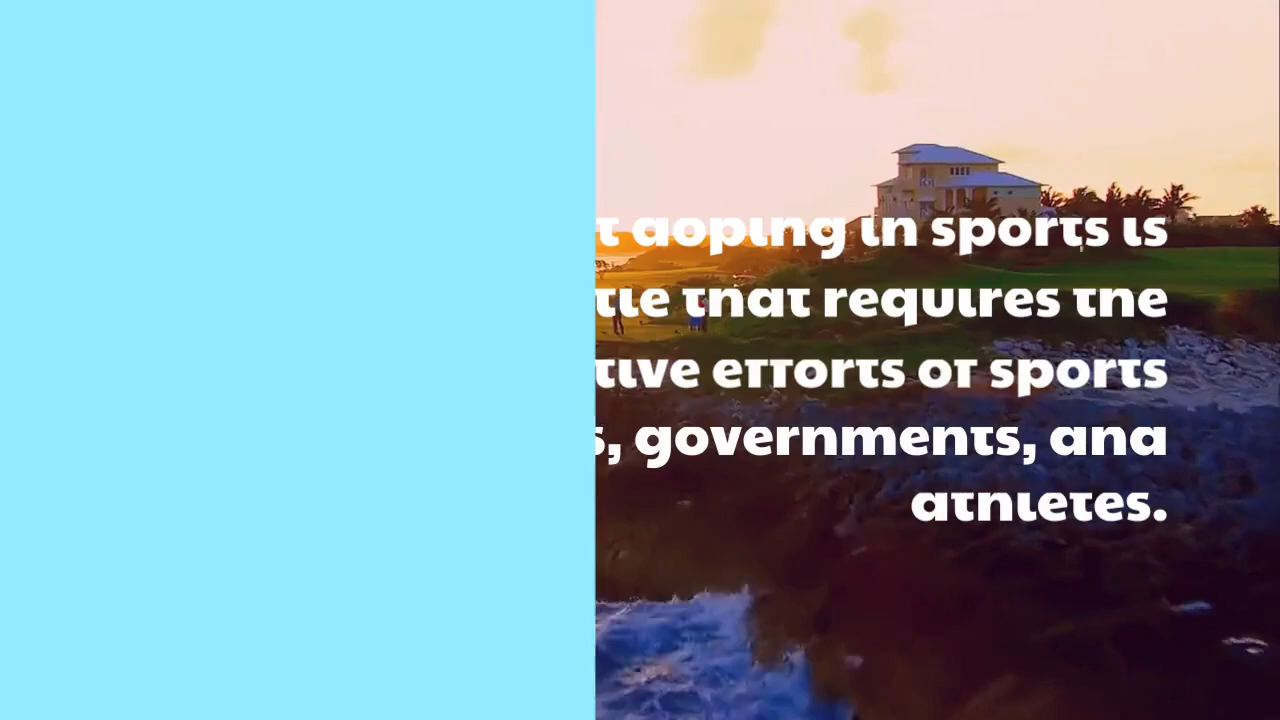 doping in sports is
that requires the
efforts of sports
governments, and
athletes.